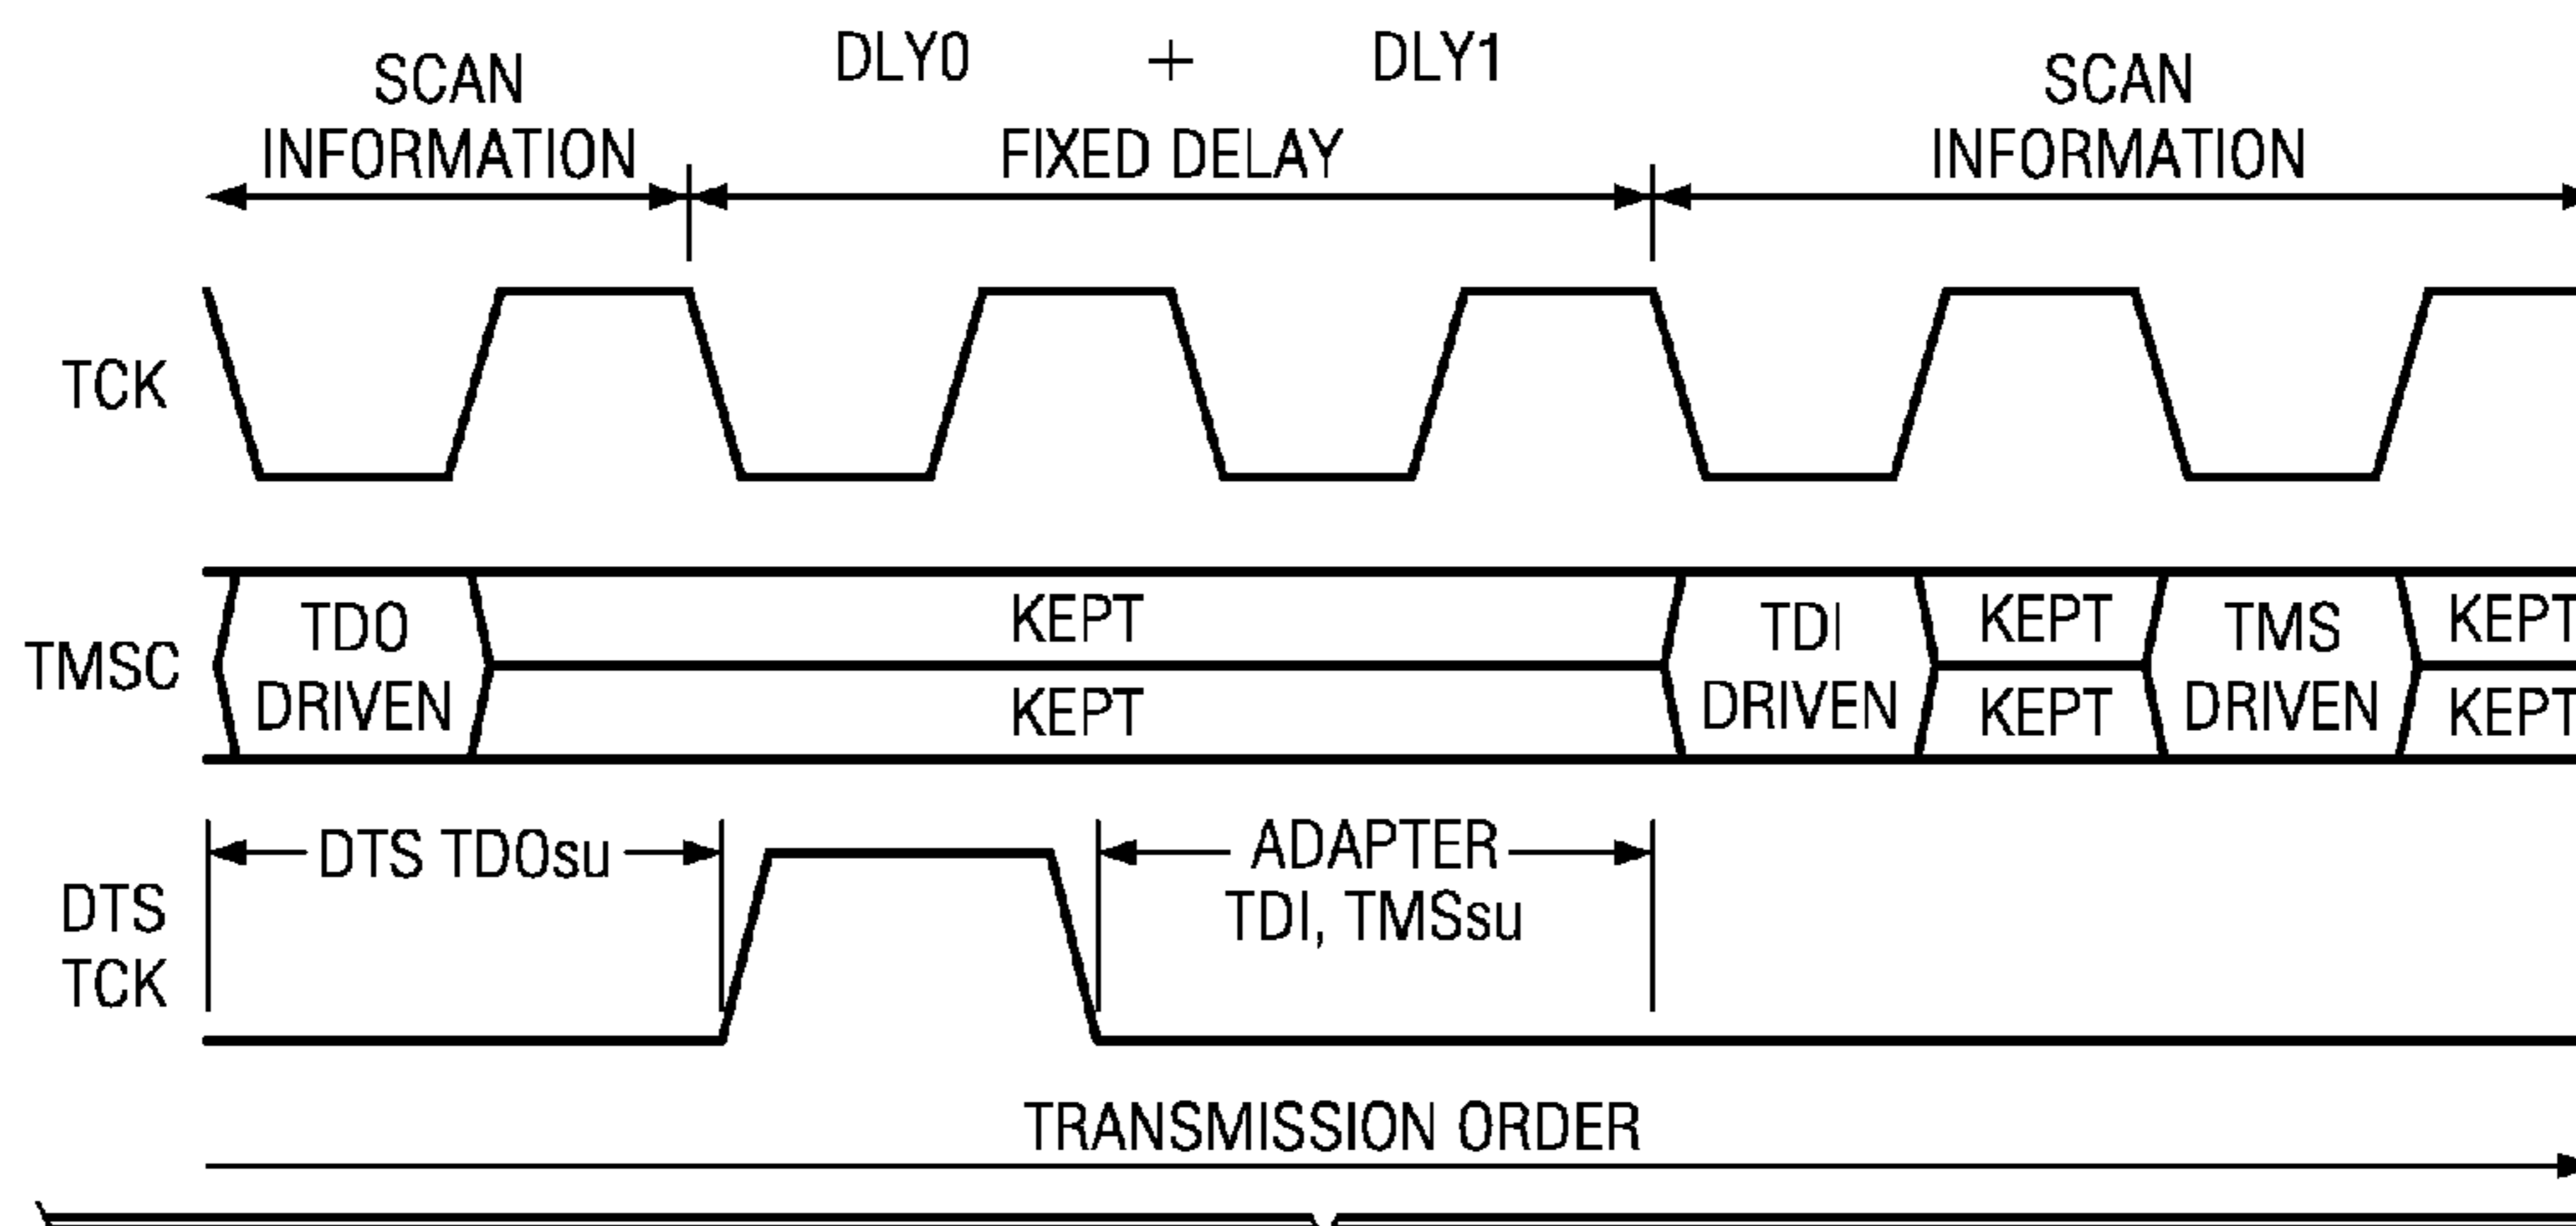 DLY0 + DLY1
SCAN
INFORMATION
FIXED DELAY
SCAN
INFORMATION
TCK
TMSC
TDO
DRIVEN
KEPT
KEPT
TDI
DRIVEN
KEPT
KEPT
TMS
DRIVEN
KEPT
KEPT
DTS TDOsu
ADAPTER
TDI, TMSsu
DTS
TCK
TRANSMISSION ORDER